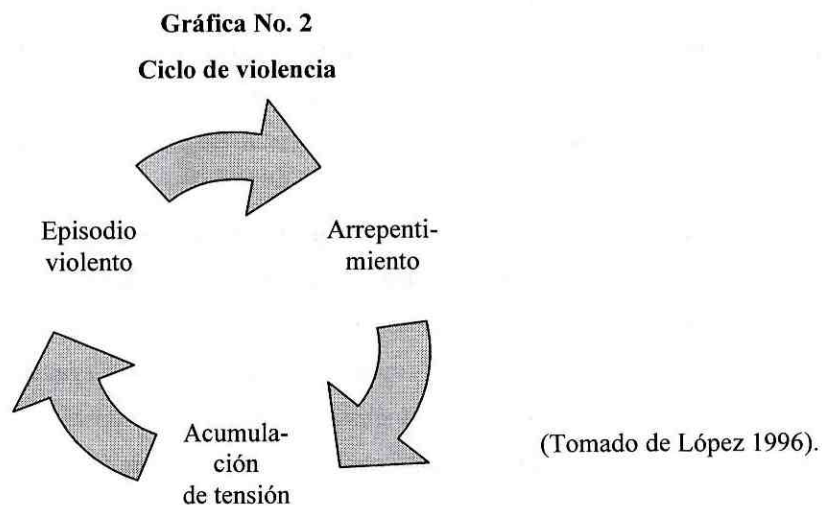 Gráfica No. 2
Ciclo de violencia
Episodio
violento
Arrepenti-
miento
Acumula-
ción
de tensión
(Tomado de López 1996).